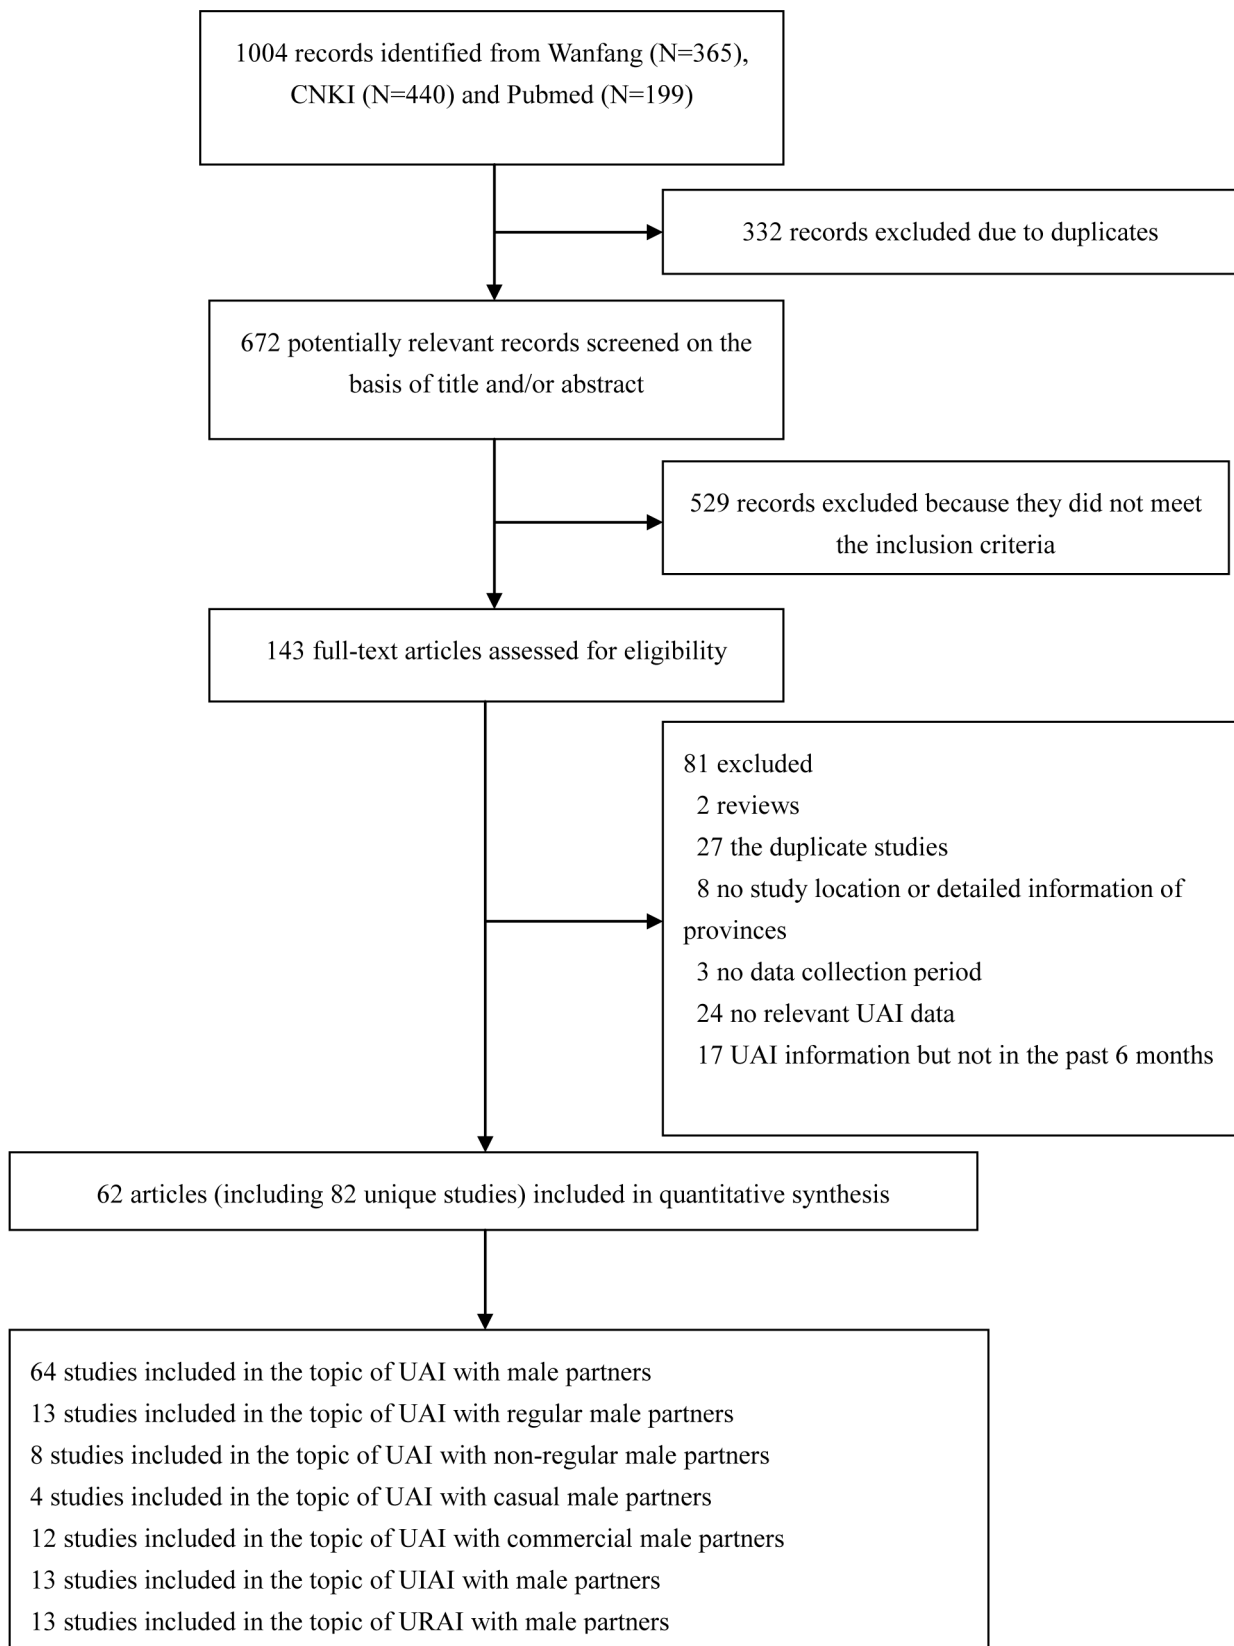 1004 records identified from Wanfang (N=365),
CNKI (N=440) and Pubmed (N=199)
332 records excluded due to duplicates
672 potentially relevant records screened on the
basis of title and/or abstract
529 records excluded because they did not meet
the inclusion criteria
143 full-text articles assessed for eligibility
81 excluded
2 reviews
27 the duplicate studies
8 no study location or detailed information of
provinces
3 no data collection period
24 no relevant UAI data
17 UAI information but not in the past 6 months
62 articles (including 82 unique studies) included in quantitative synthesis
64 studies included in the topic of UAI with male partners
13 studies included in the topic of UAI with regular male partners
8 studies included in the topic of UAI with non-regular male partners
4 studies included in the topic of UAI with casual male partners
12 studies included in the topic of UAI with commercial male partners
13 studies included in the topic of UIAI with male partners
13 studies included in the topic of URAI with male partners